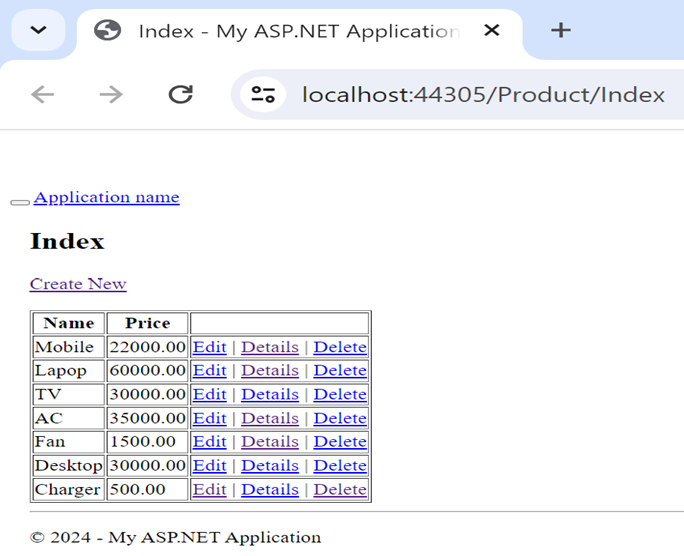 Index - My ASP.NET Application
localhost:44305/Product/Index
Application name
Index
Create New
Name Price
Mobile 22000.00 Edit | Details | Delete
Lapop 60000.00 Edit | Details | Delete
TV 30000.00 Edit | Details | Delete
AC 35000.00 Edit | Details | Delete
Fan 1500.00 Edit | Details | Delete
Desktop 30000.00 Edit | Details | Delete
Charger 500.00 Edit | Details | Delete
© 2024 - My ASP.NET Application